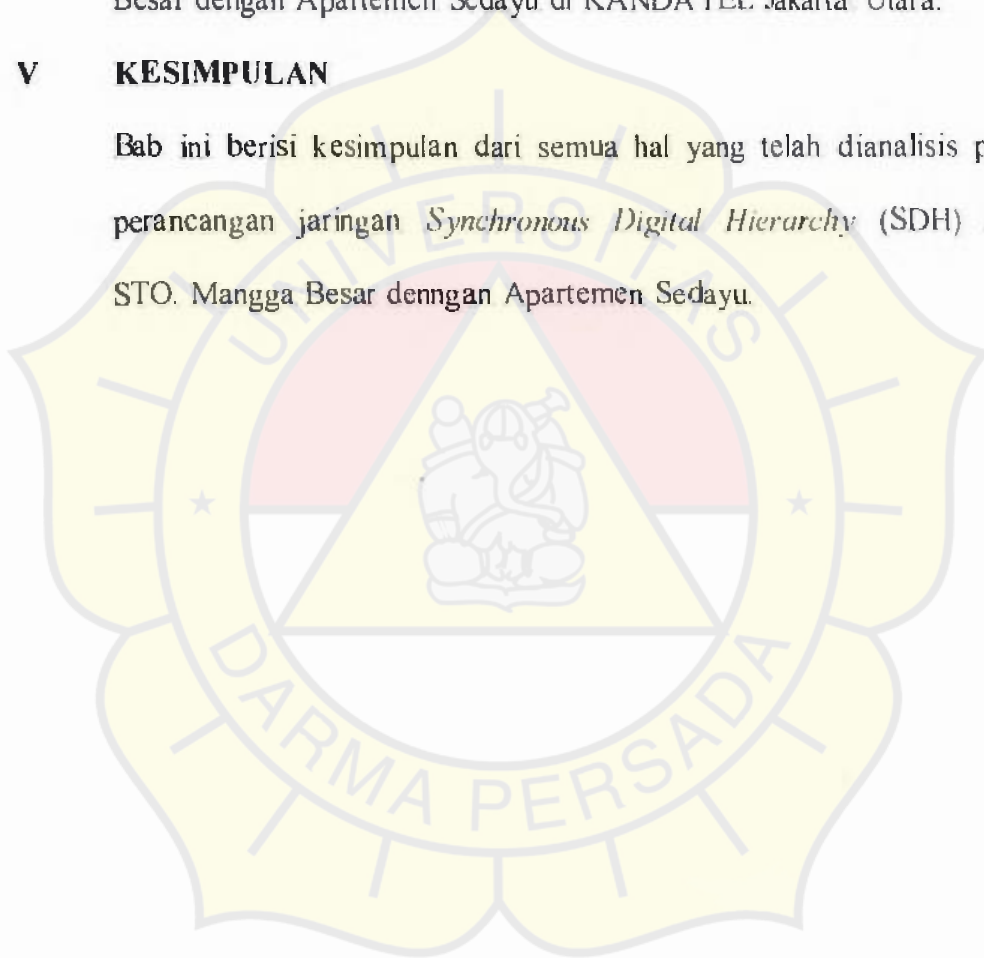 Besar dengan Apartemen Sedayu di KANDATEL Jakarta Utara.
V KESIMPULAN
Bab ini berisi kesimpulan dari semua hal yang telah dianalisis
perancangan jaringan Synchronous Digital Hierarchy (SDH)
STO. Mangga Besar denngan Apartemen Sedayu.
UNIVERSITAS
DARMA PERSADA